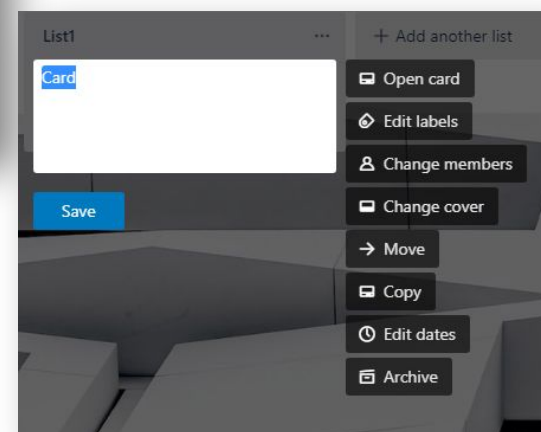 List1
+ Add another list
Card
Open card
Edit labels
Change members
Save
Change cover
Move
Copy
Edit dates
Archive